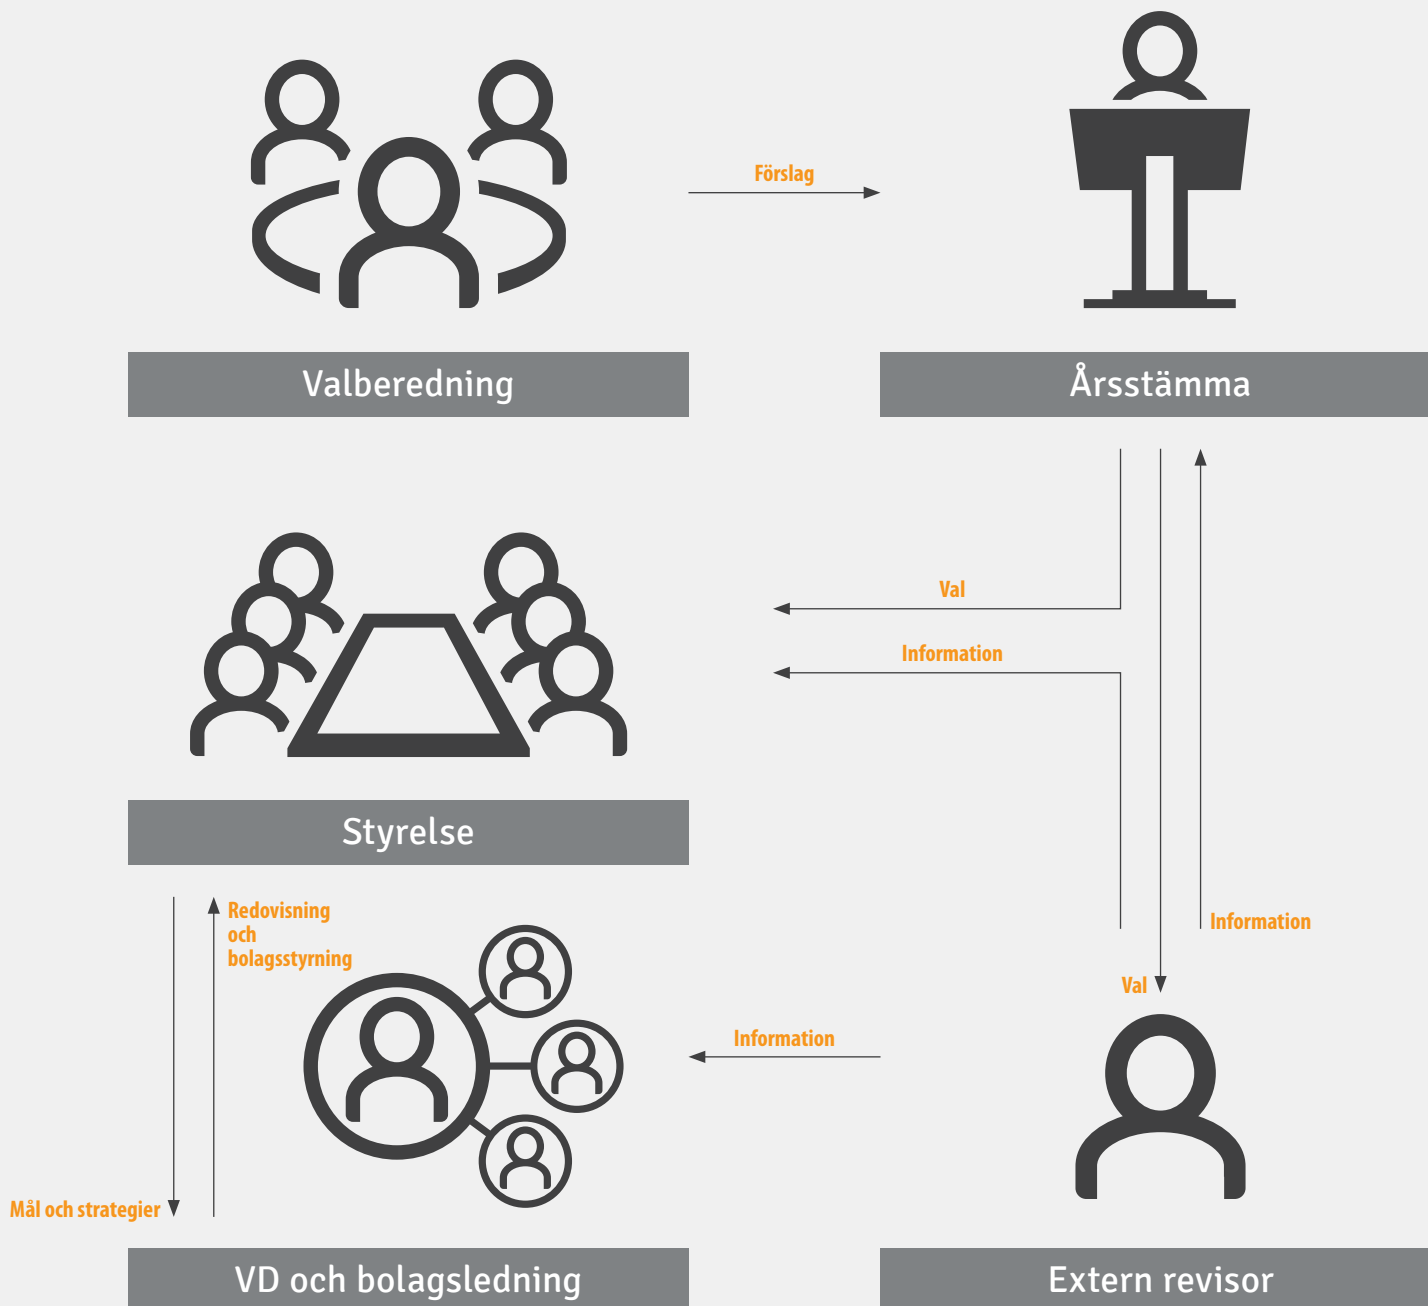 Förslag
Valberedning
Årsstämma
Val
Information
Styrelse
Redovisning
och
bolagsstyrning
Information
Val
Information
Mål och strategier
VD och bolagsledning
Extern revisor